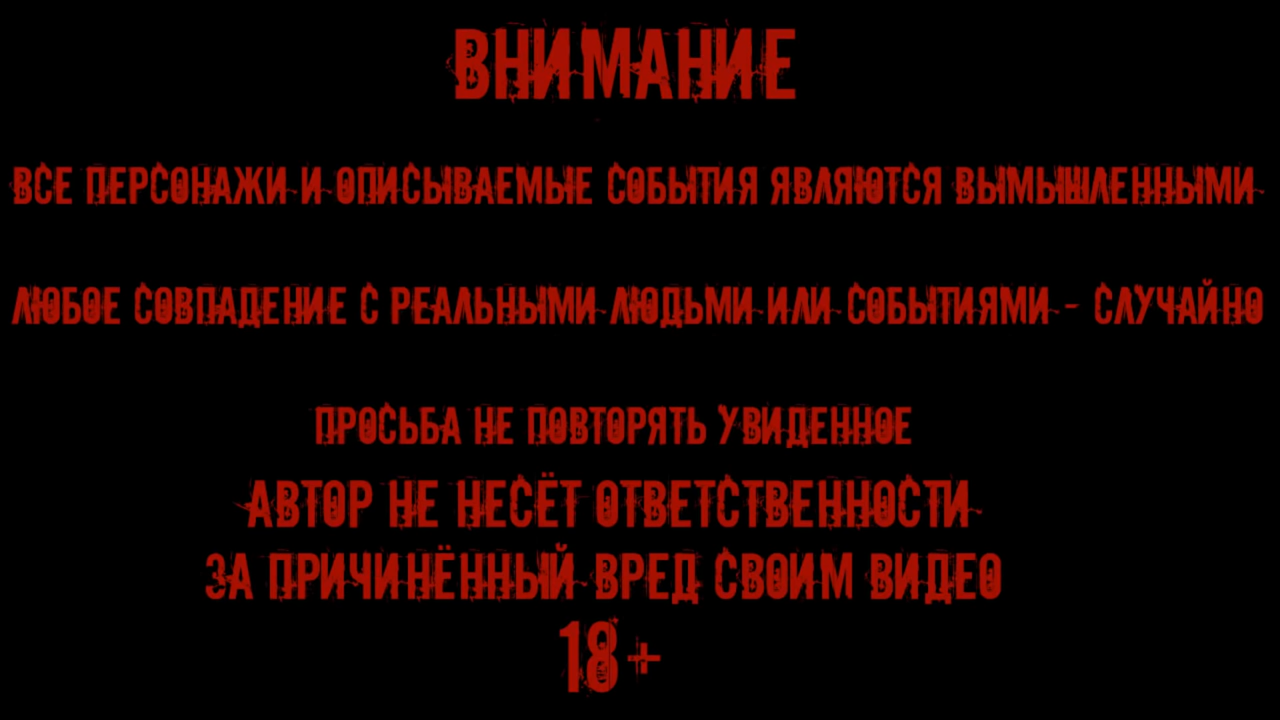 ВНИМАНИЕ
ВСЕ ПЕРСОНАЖИ И ОПИСЫВАЕМЫЕ СОБЫТИЯ ЯВЛЯЮТСЯ ВЫМЫШЛЕННЫМИ
ЛЮБОЕ СОВПАДЕНИЕ С РЕАЛЬНЫМИ ЛЮДЬМИ ИЛИ СОБЫТИЯМИ - СЛУЧАЙНО
ПРОСЬБА НЕ ПОВТОРЯТЬ УВИДЕННОЕ
АВТОР НЕ НЕСЁТ ОТВЕТСТВЕННОСТИ
ЗА ПРИЧИНЁННЫЙ ВРЕД СВОИМ ВИДЕО
18+